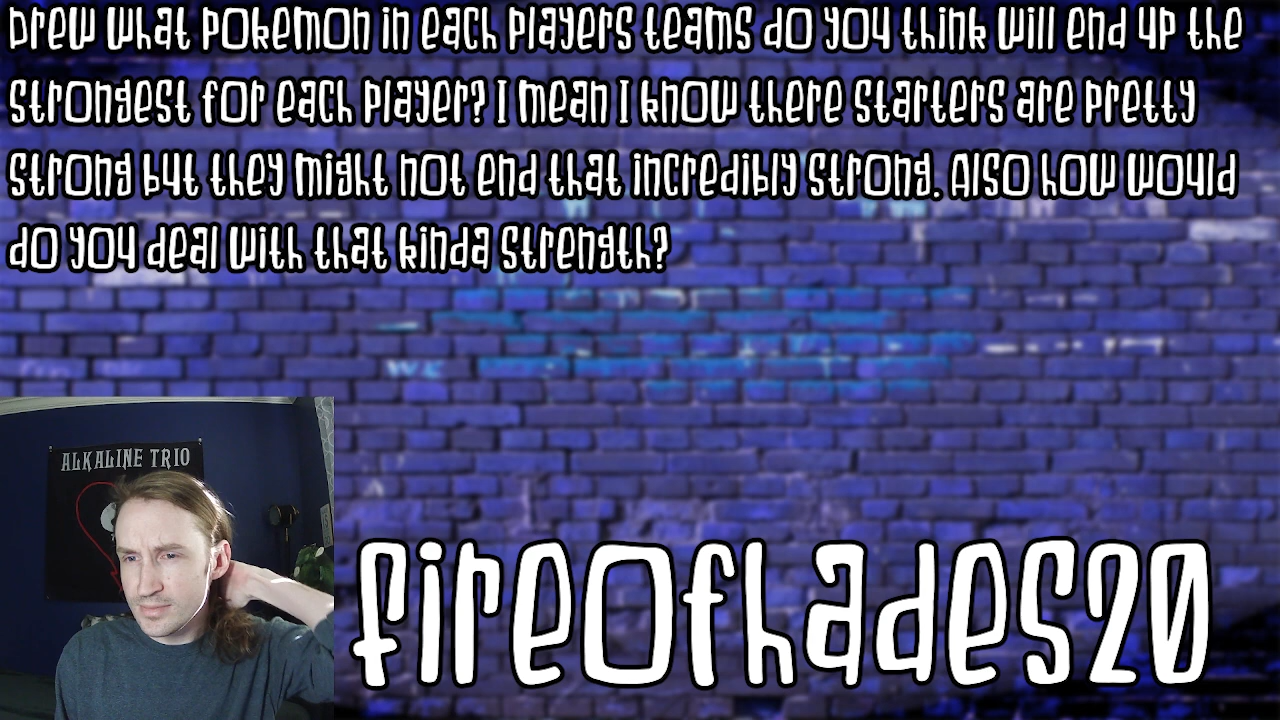 Drew what pokemon in each players teams do you think will end up the
strongest for each player? I mean I know there starters are pretty
strong but they might not end that incredibly strong. Also how would
do you deal with that kinda strength?
ALKALINE TRIO
fireofhades20